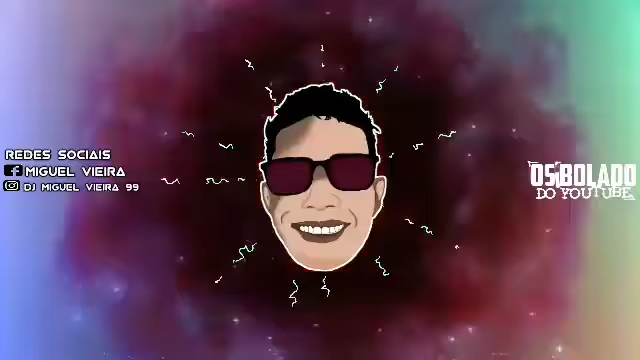 REDES SOCIAIS
MIGUEL VIEIRA
DJ MIGUEL VIEIRA 99
OS BOLADO
DO YOUTUBE